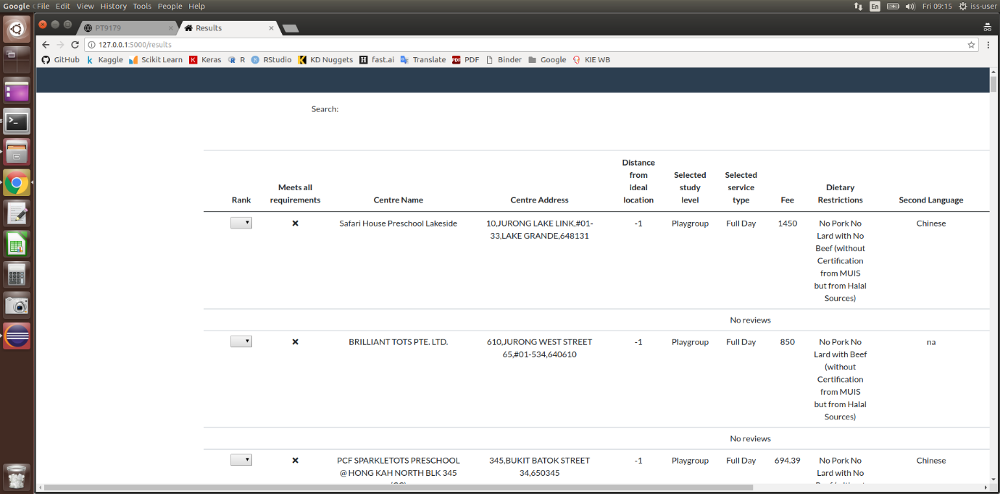 Google C File Edit View History Tools People Help
En
Fri 09:15
iss-user
PT9179
Results
127.0.0.1:5000/results
GitHub Kaggle Scikit Learn Keras R RStudio KD Nuggets fast.ai Translate PDF Binder Google KIE WB
Search:
Rank
Meets all
requirements
Centre Name
Centre Address
Distance
from
ideal
location
Selected
study
level
Selected
service
type
Fee
Dietary
Restrictions
Second Language
Safari House Preschool Lakeside
10,JURONG LAKE LINK,#01-
33,LAKE GRANDE,648131
-1
Playgroup
Full Day
1450
No Pork No
Lard with No
Beef (without
Certification
from MUIS
but from Halal
Sources)
Chinese
No reviews
BRILLIANT TOTS PTE. LTD.
610,JURONG WEST STREET
65,#01-534,640610
-1
Playgroup
Full Day
850
No Pork No
Lard with Beef
(without
Certification
from MUIS
but from Halal
Sources)
na
No reviews
PCF SPARKLETOTS PRESCHOOL
@ HONG KAH NORTH BLK 345
345,BUKIT BATOK STREET
34,650345
-1
Playgroup
Full Day
694.39
No Pork No
Lard with No
Chinese